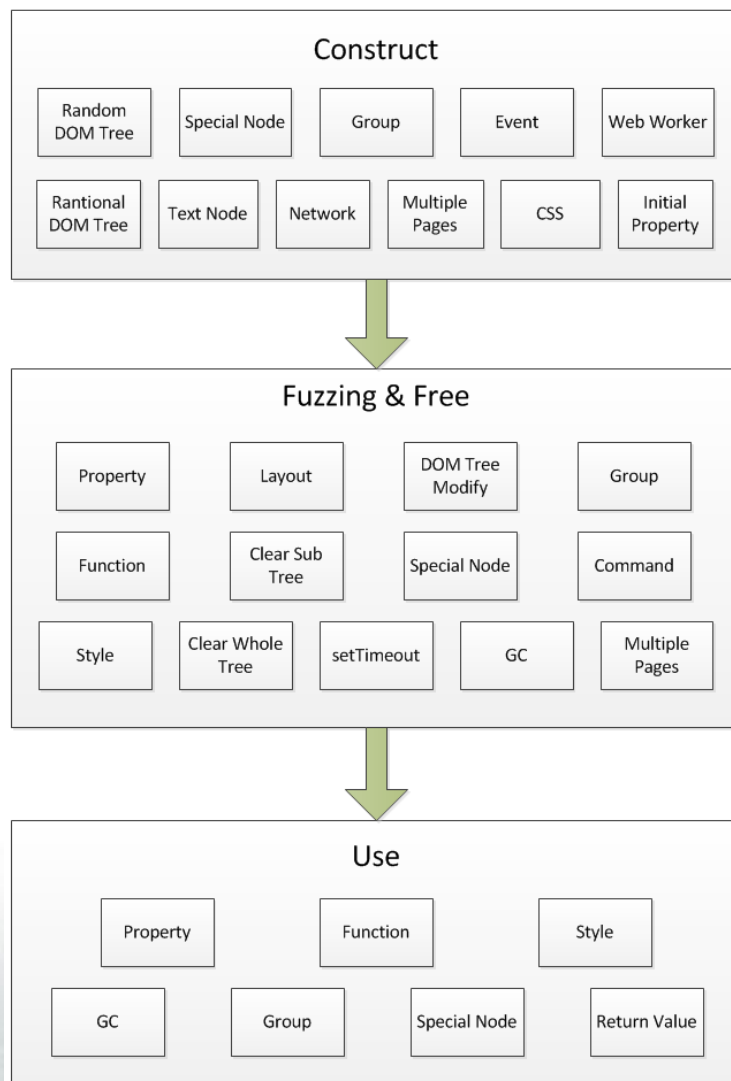 Construct
Random
DOM Tree
Special Node
Group
Event
Web Worker
Rantional
DOM Tree
Text Node
Network
Multiple
Pages
CSS
Initial
Property
Fuzzing & Free
Property
Layout
DOM Tree
Modify
Group
Function
Clear Sub
Tree
Special Node
Command
Style
Clear Whole
Tree
setTimeout
GC
Multiple
Pages
Use
Property
Function
Style
GC
Group
Special Node
Return Value